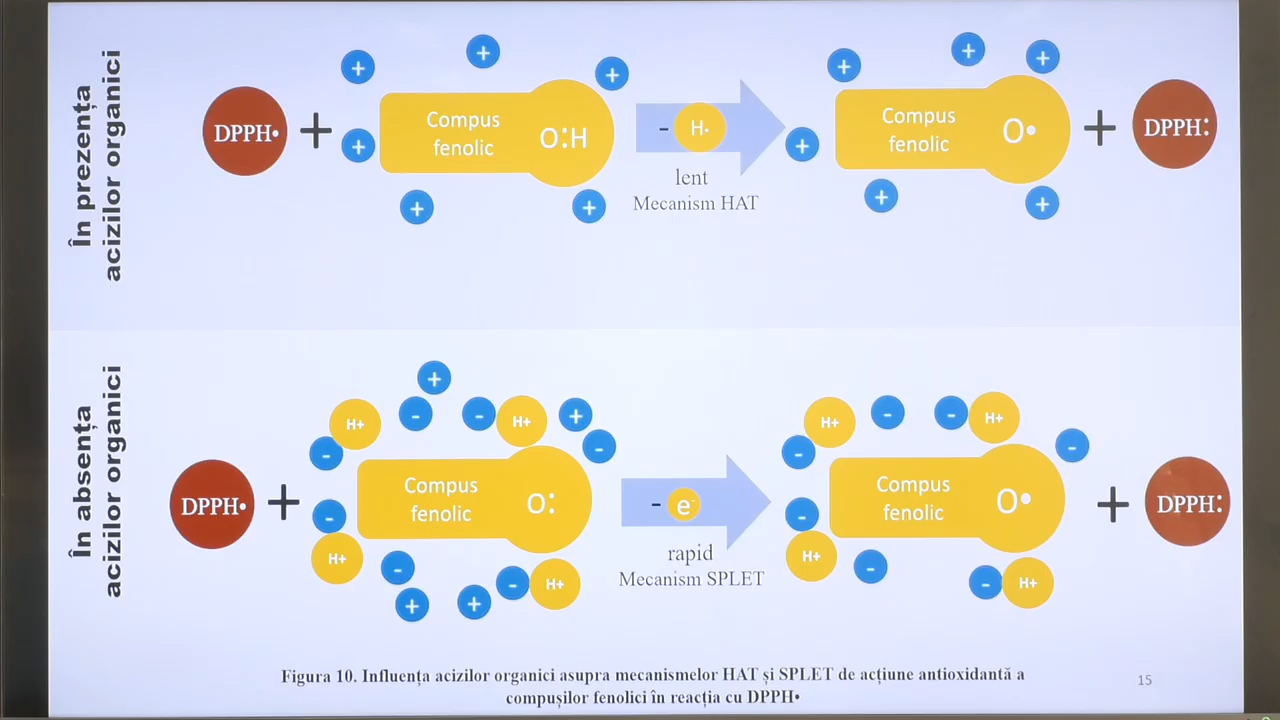 În prezența
acizilor organici
DPPH•
+
+
+
+
+
+
+
+
Compus
fenolic
O:H
- H•
lent
Mecanism HAT
+
+
+
+
+
+
Compus
fenolic
O•
+
DPPH:
În absența
acizilor organici
DPPH•
+
+
H+
-
-
H+
+
-
-
Compus
fenolic
O:
-
H+
-
+
+
-
H+
- e-
rapid
Mecanism SPLET
H+
-
-
H+
-
-
Compus
fenolic
O•
-
H+
-
-
H+
+
DPPH:
Figura 10. Influența acizilor organici asupra mecanismelor HAT și SPLET de acțiune antioxidantă a
compușilor fenolici în reacția cu DPPH•
15